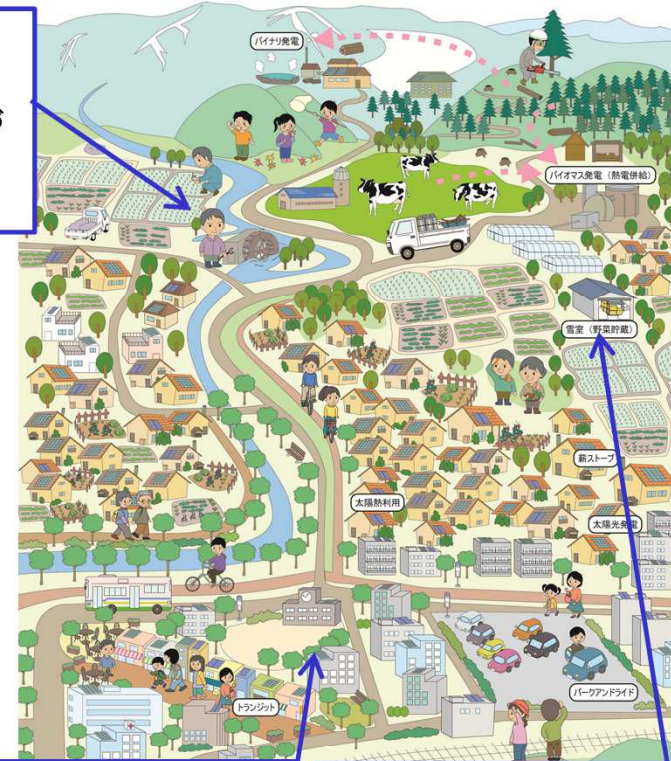 バイナリ発電
バイオマス発電(熱電併給)
雪室(野菜貯蔵)
薪ストーブ
太陽熱利用
太陽光発電
トランジット
パークアンドライド